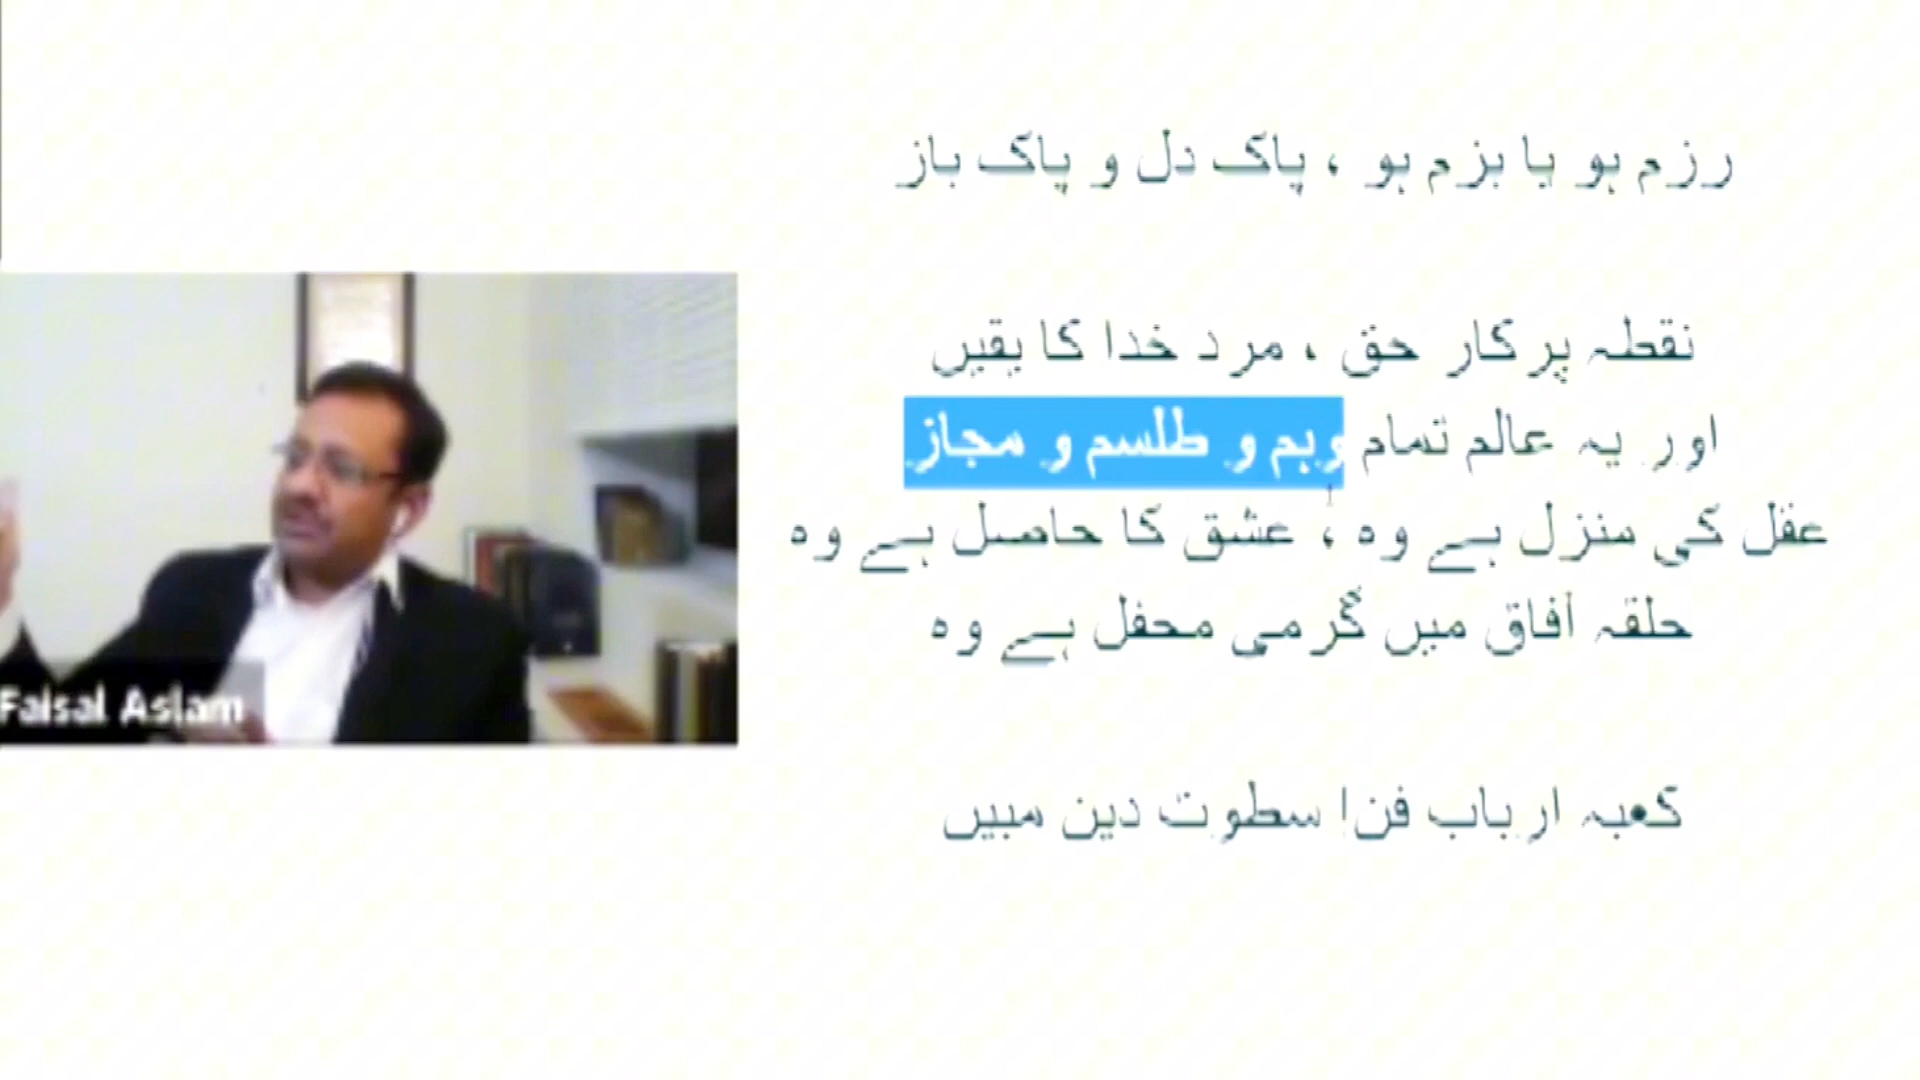 رزم ہو یا بزم ہو ، پاک دل و پاک باز
نقطہ پرکار حق ، مرد خدا کا یقیں
اور یہ عالم تمام وہم و طلسم و مجاز
عقل کی منزل ہے وہ ، عشق کا حاصل ہے وہ
حلقہ آفاق میں گرمی محفل ہے وہ
کعبہ ارباب فن! سطوت دین مبیں
Faisal Aslam